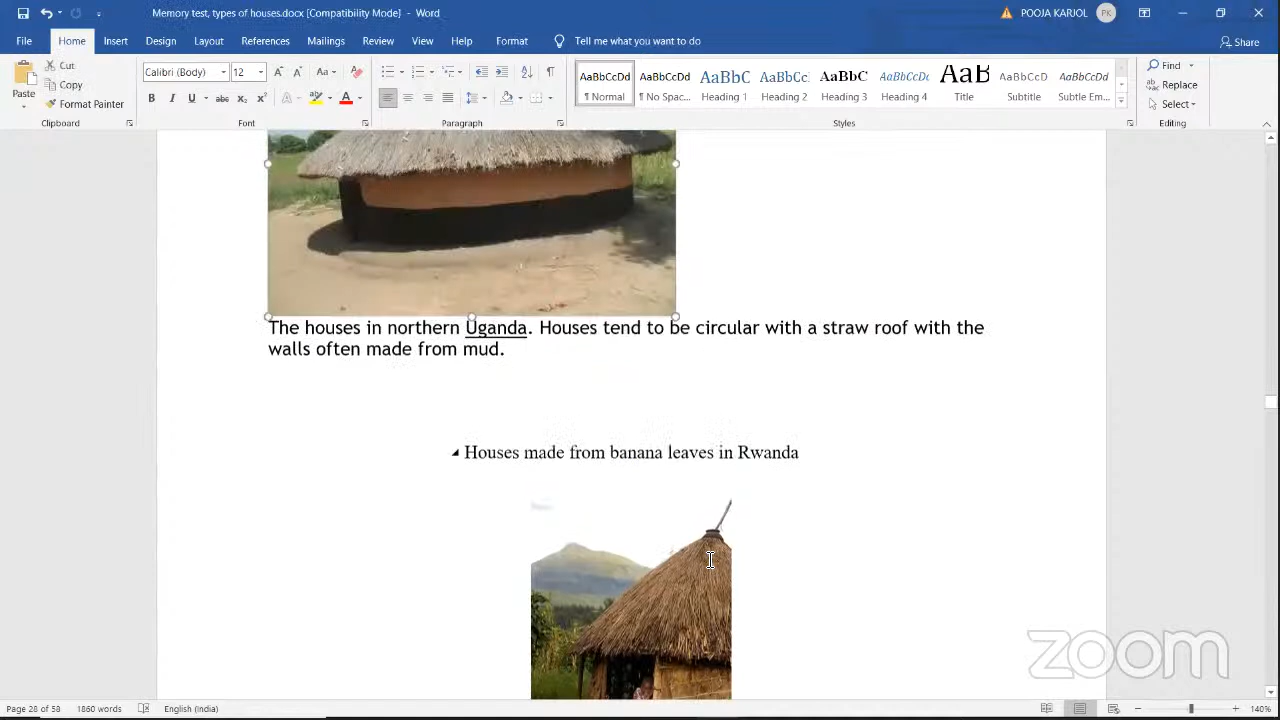 Memory test, types of houses.docx [Compatibility Mode] - Word
POOJA KARJOL PK
File Home Insert Design Layout References Mailings Review View Help Format Tell me what you want to do Share
Paste
Cut
Copy
Format Painter
Clipboard
Calibri (Body) 12
Font
Paragraph
AaBbCcDd AaBbCcDd AaBbC AaBbCc AaBbCcD AaBbCcDc AaB AaBbCcD AaBbCcDd
¶ Normal ¶ No Spac... Heading 1 Heading 2 Heading 3 Heading 4 Title Subtitle Subtle Em...
Styles
Find
Replace
Select
Editing
The houses in northern Uganda. Houses tend to be circular with a straw roof with the
walls often made from mud.
Houses made from banana leaves in Rwanda
zoom
Page 28 of 58 1860 words English (India) 140%